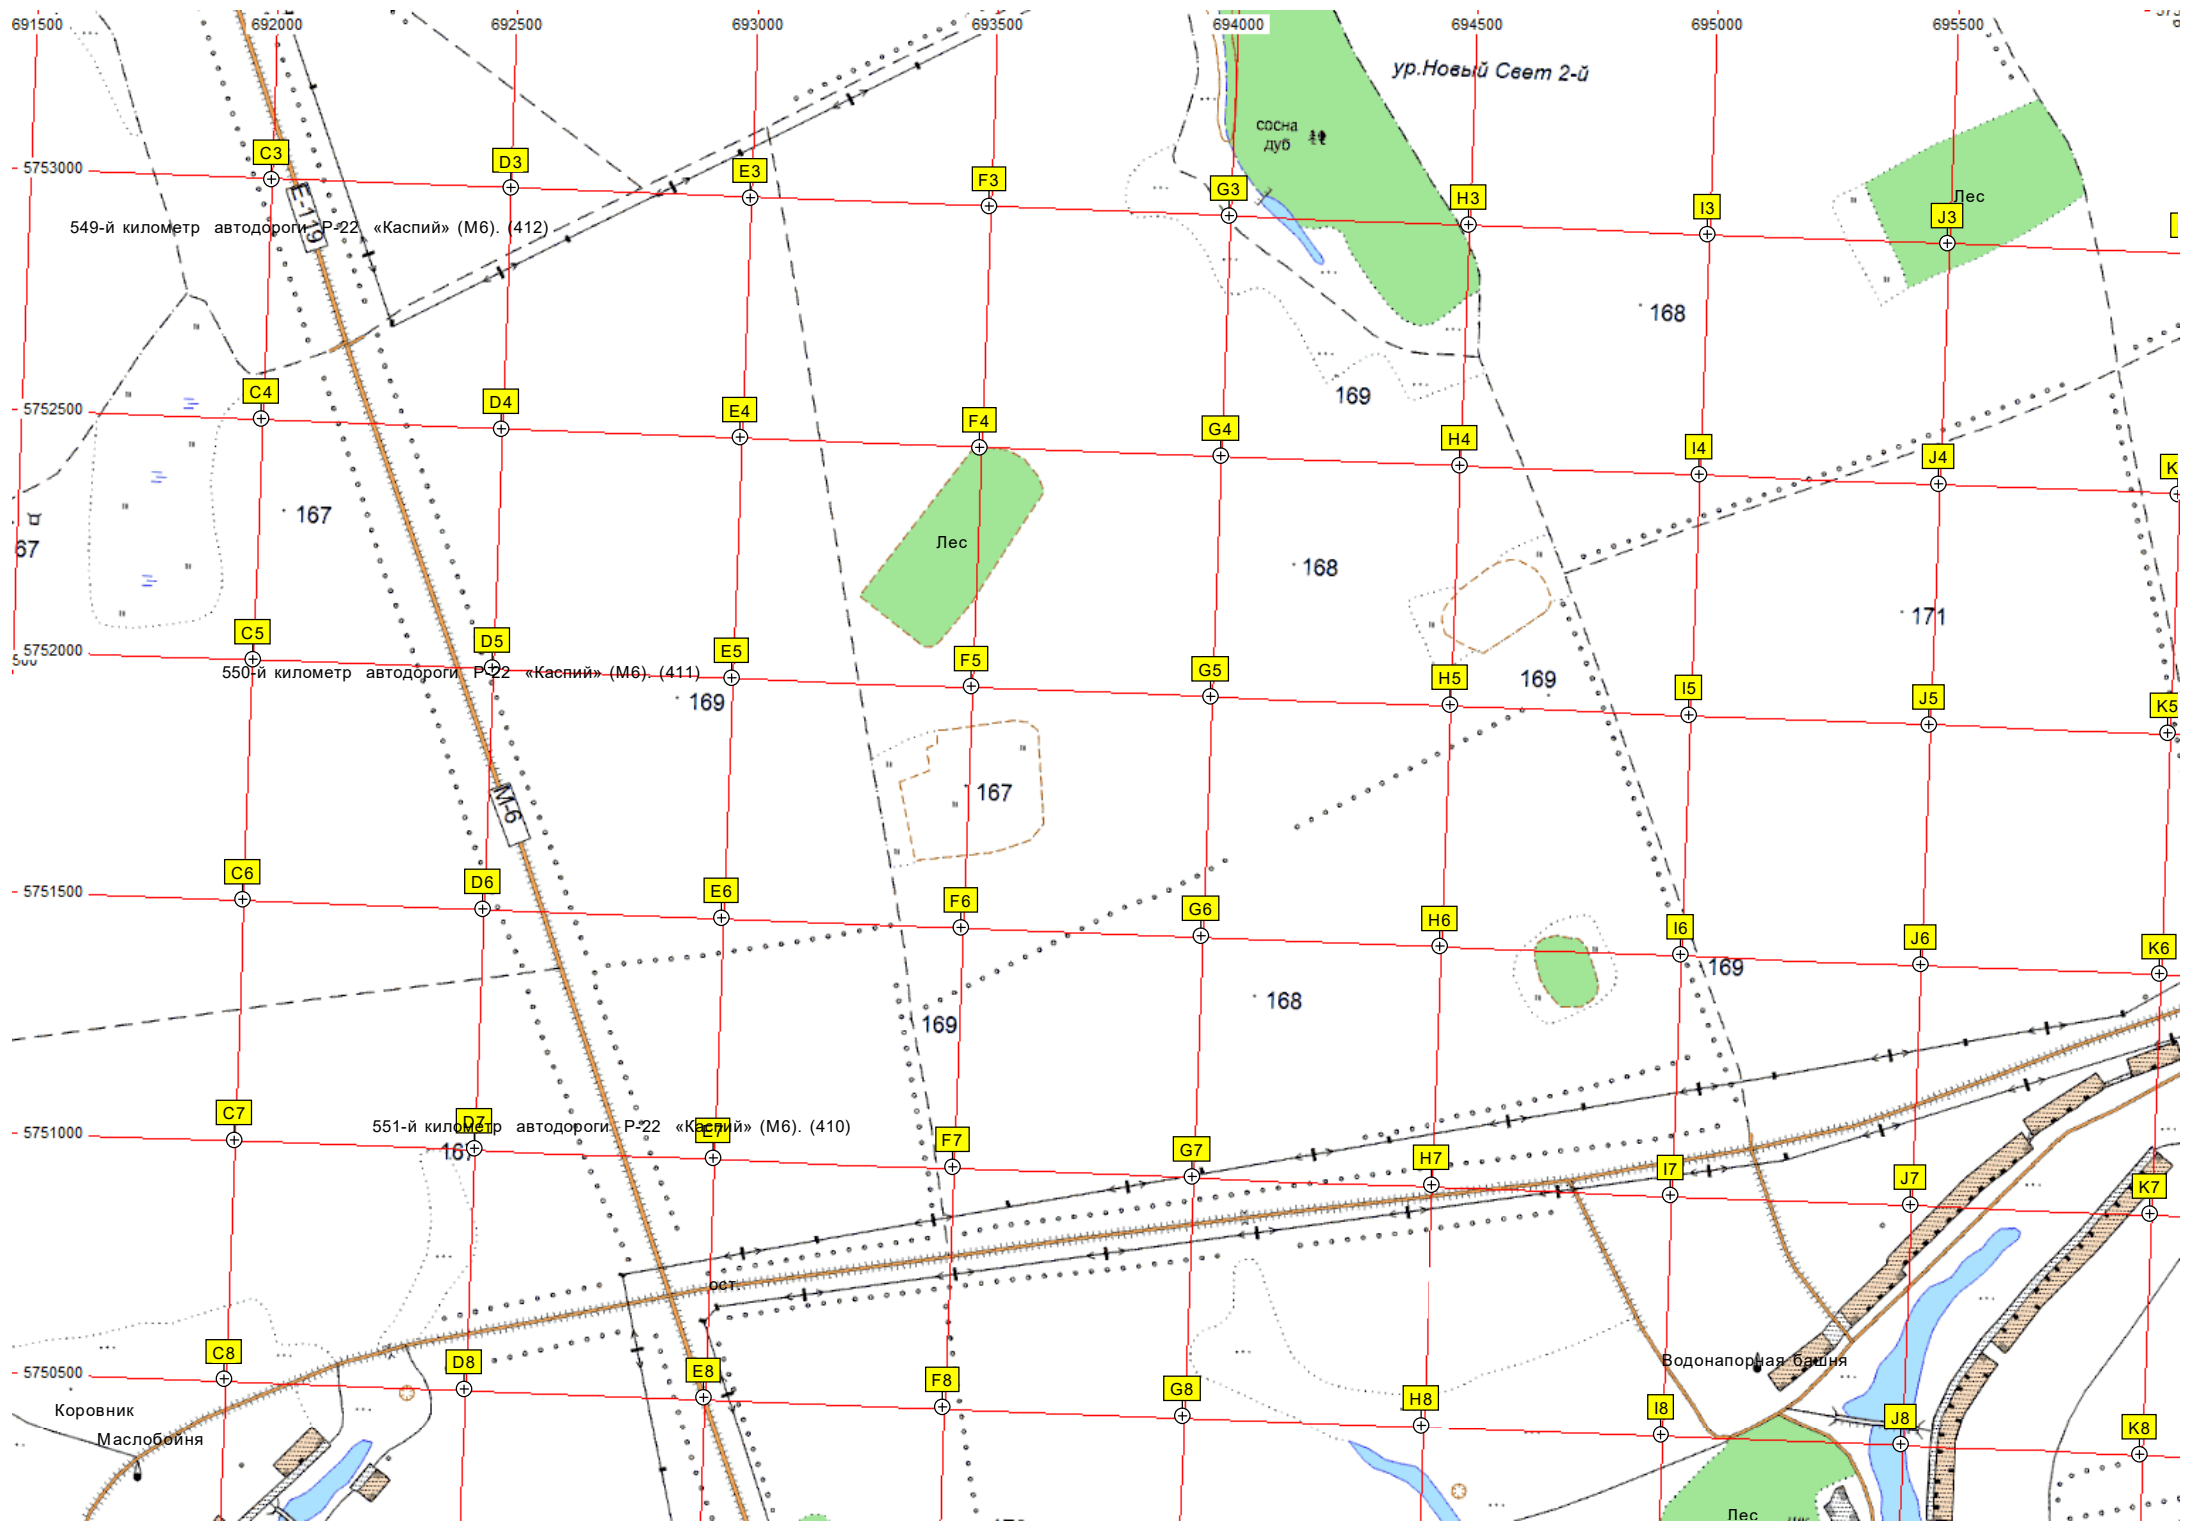 691500 692000 692500 693000 693500 694000 694500 695000 695500
ур.Новый Свет 2-й
сосна
дуб
5753000
C3 D3 E3 F3 G3 H3 I3 J3
Лес
E-119
549-й километр автодороги Р-22 «Каспий» (М6). (412)
168
169
5752500
C4 D4 E4 F4 G4 H4 I4 J4 K
167
67
Лес
168
171
5752000
C5 D5 E5 F5 G5 H5 I5 J5 K5
550-й километр автодороги Р-22 «Каспий» (М6). (411)
169
169
М-6
167
5751500
C6 D6 E6 F6 G6 H6 I6 J6 K6
169
168
169
5751000
C7 D7 E7 F7 G7 H7 I7 J7 K7
551-й километр автодороги Р-22 «Каспий» (М6). (410)
167
ост.
5750500
C8 D8 E8 F8 G8 H8 I8 J8 K8
Водонапорная башня
Коровник
Маслобойня
Лес